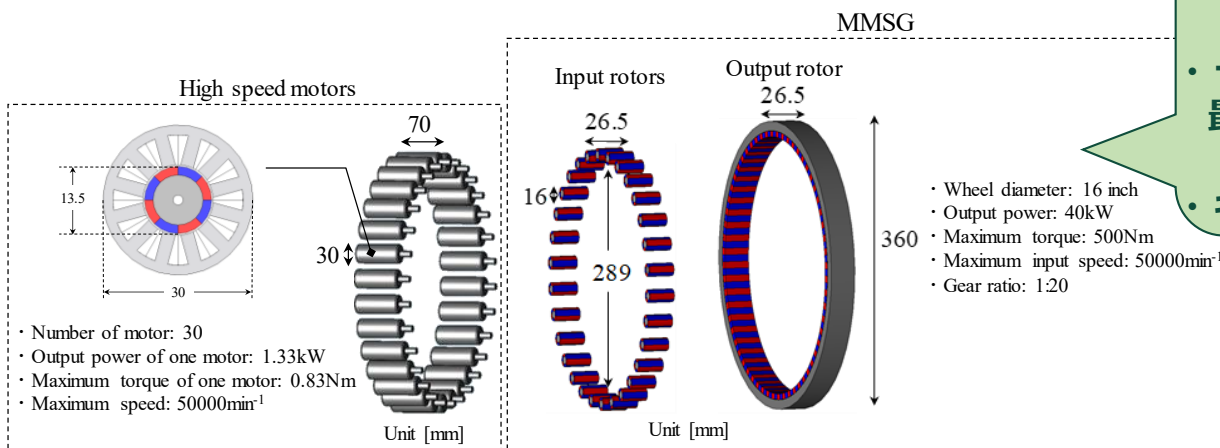 MMSG
High speed motors
70
13.5
30
30
・Number of motor: 30
・Output power of one motor: 1.33kW
・Maximum torque of one motor: 0.83Nm
・Maximum speed: 50000min-1
Unit [mm]
Input rotors
26.5
16
289
Output rotor
26.5
360
Unit [mm]
・Wheel diameter: 16 inch
・Output power: 40kW
・Maximum torque: 500Nm
・Maximum input speed: 50000min-1
・Gear ratio: 1:20